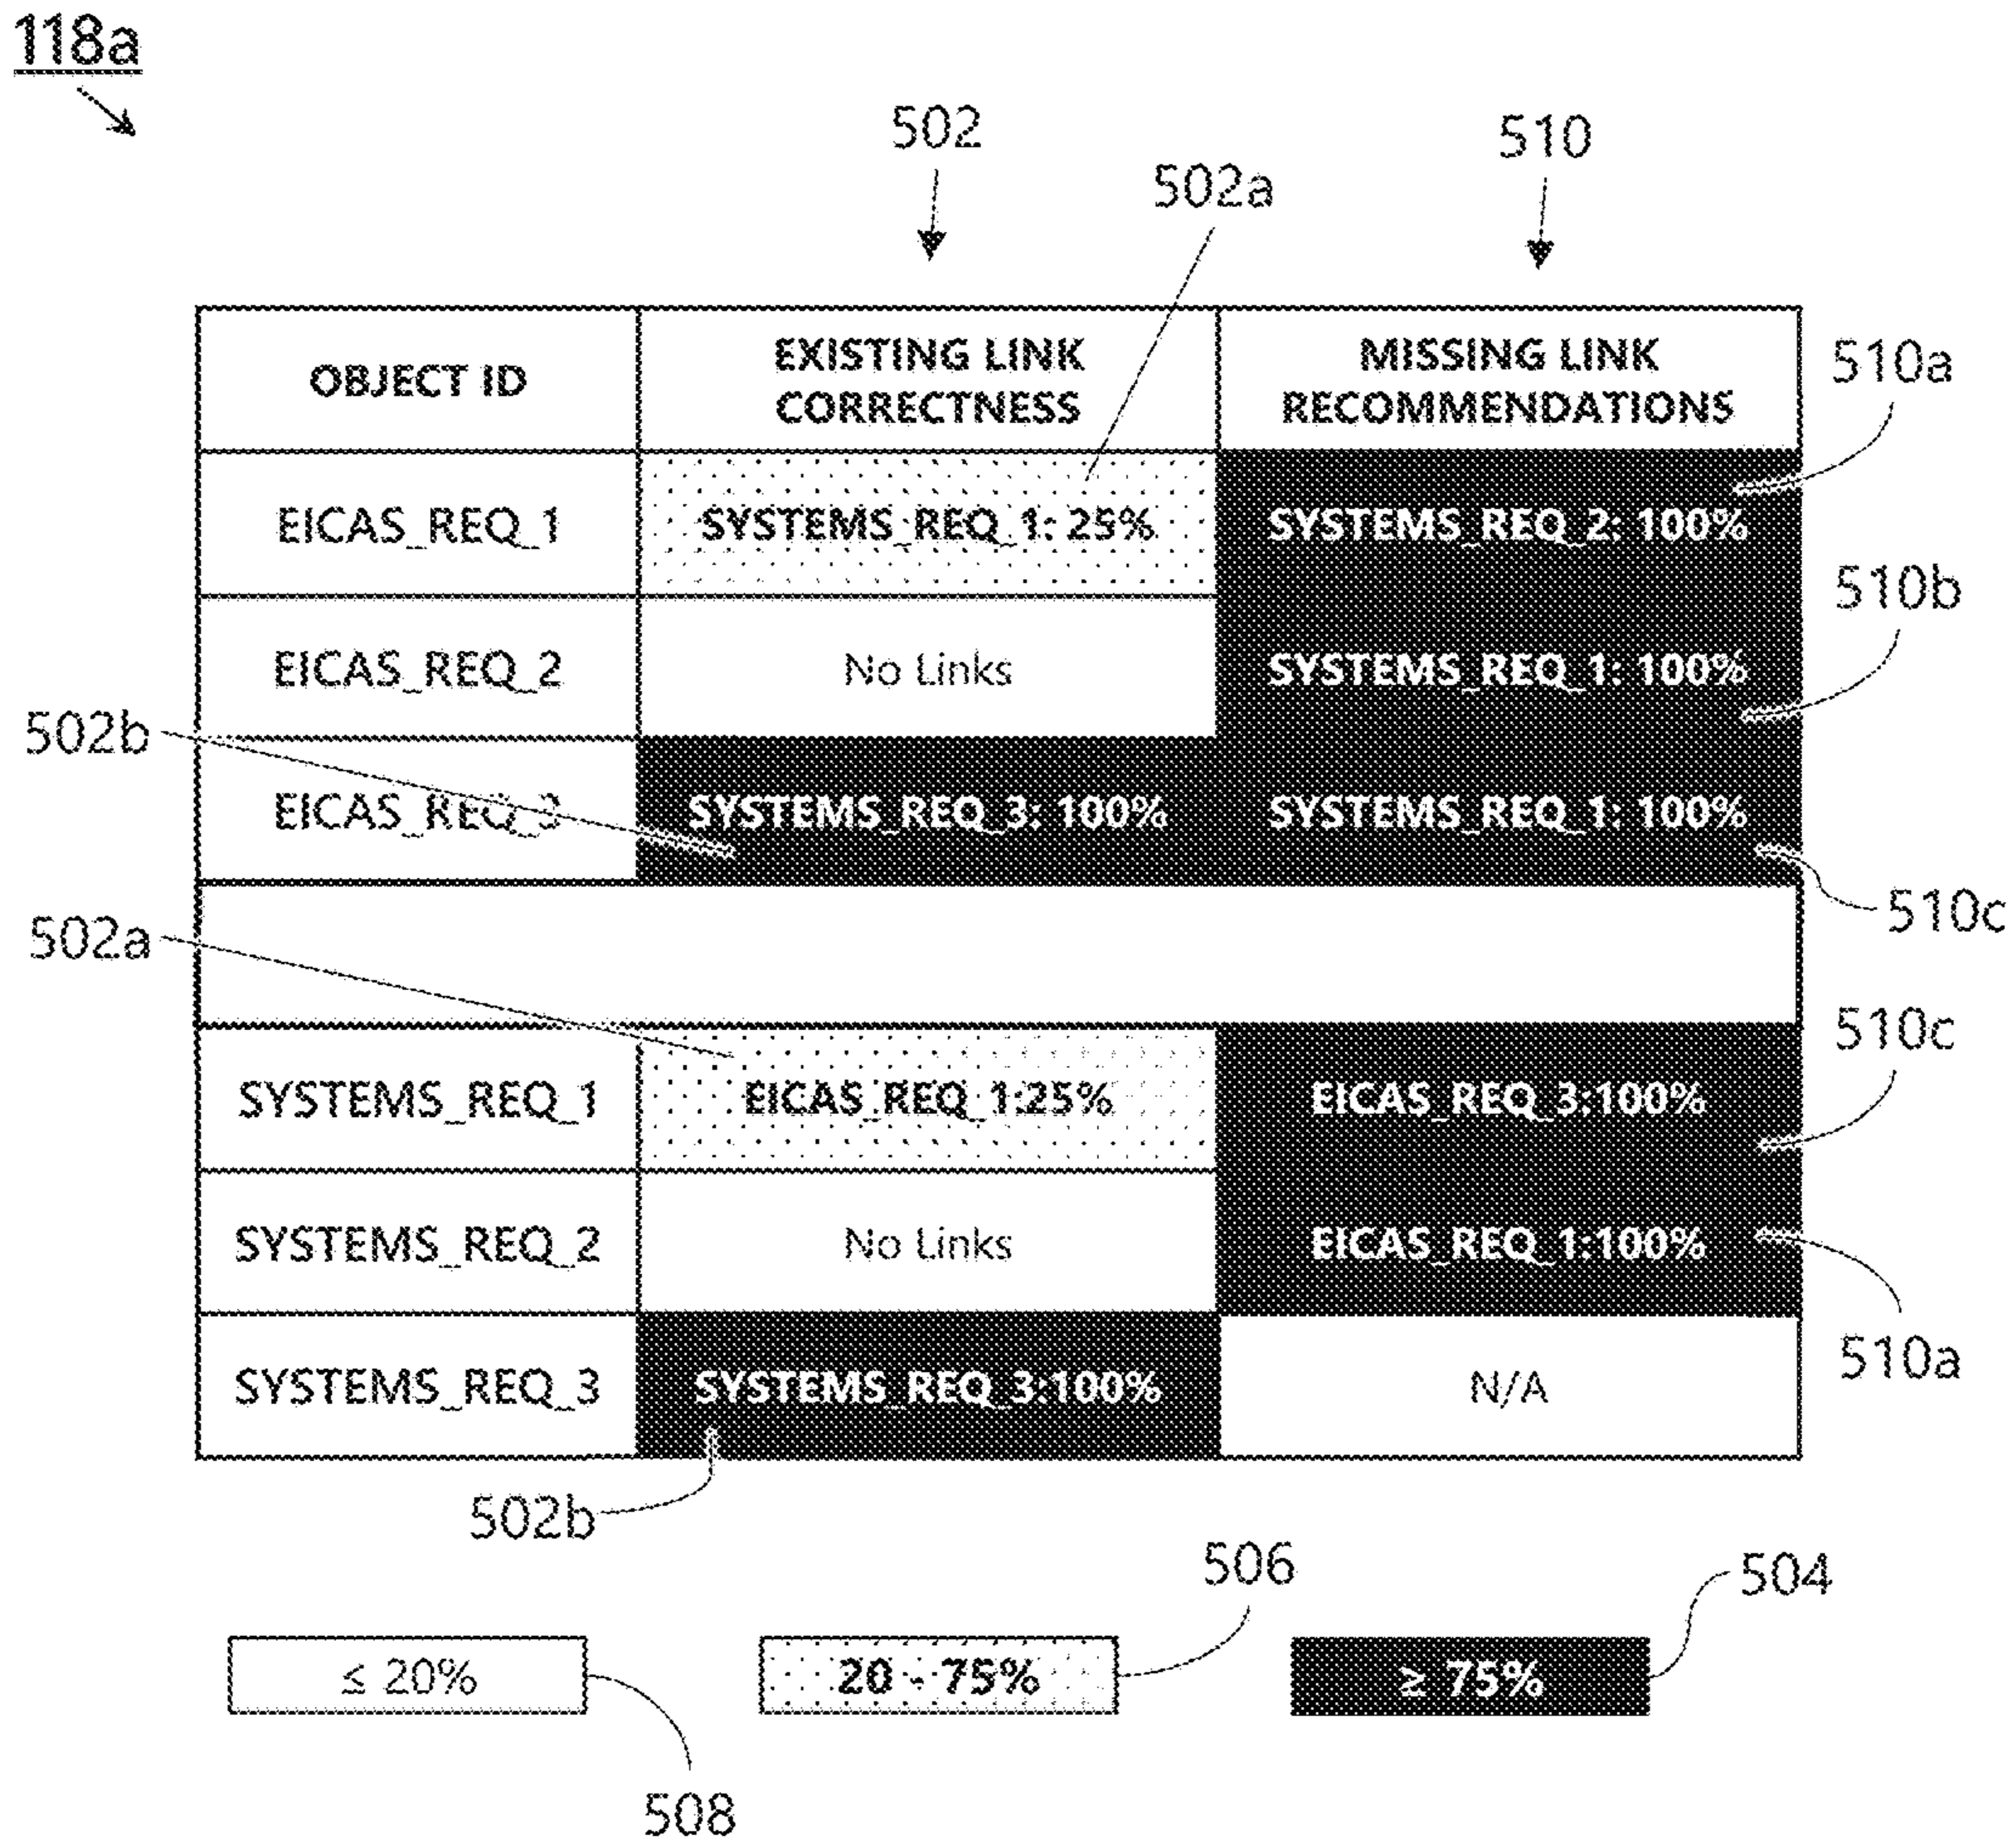 118a
502
510
502a
OBJECT ID
EXISTING LINK
CORRECTNESS
MISSING LINK
RECOMMENDATIONS
510a
EICAS_REQ_1
SYSTEMS_REQ_1: 25%
SYSTEMS_REQ_2: 100%
510b
EICAS_REQ_2
No Links
SYSTEMS_REQ_1: 100%
502b
EICAS_REQ_3
SYSTEMS_REQ_3: 100%
SYSTEMS_REQ_1: 100%
510c
502a
510c
SYSTEMS_REQ_1
EICAS_REQ_1:25%
EICAS_REQ_3:100%
SYSTEMS_REQ_2
No Links
EICAS_REQ_1:100%
510a
SYSTEMS_REQ_3
SYSTEMS_REQ_3:100%
N/A
502b
506
504
≤ 20%
20 - 75%
≥ 75%
508